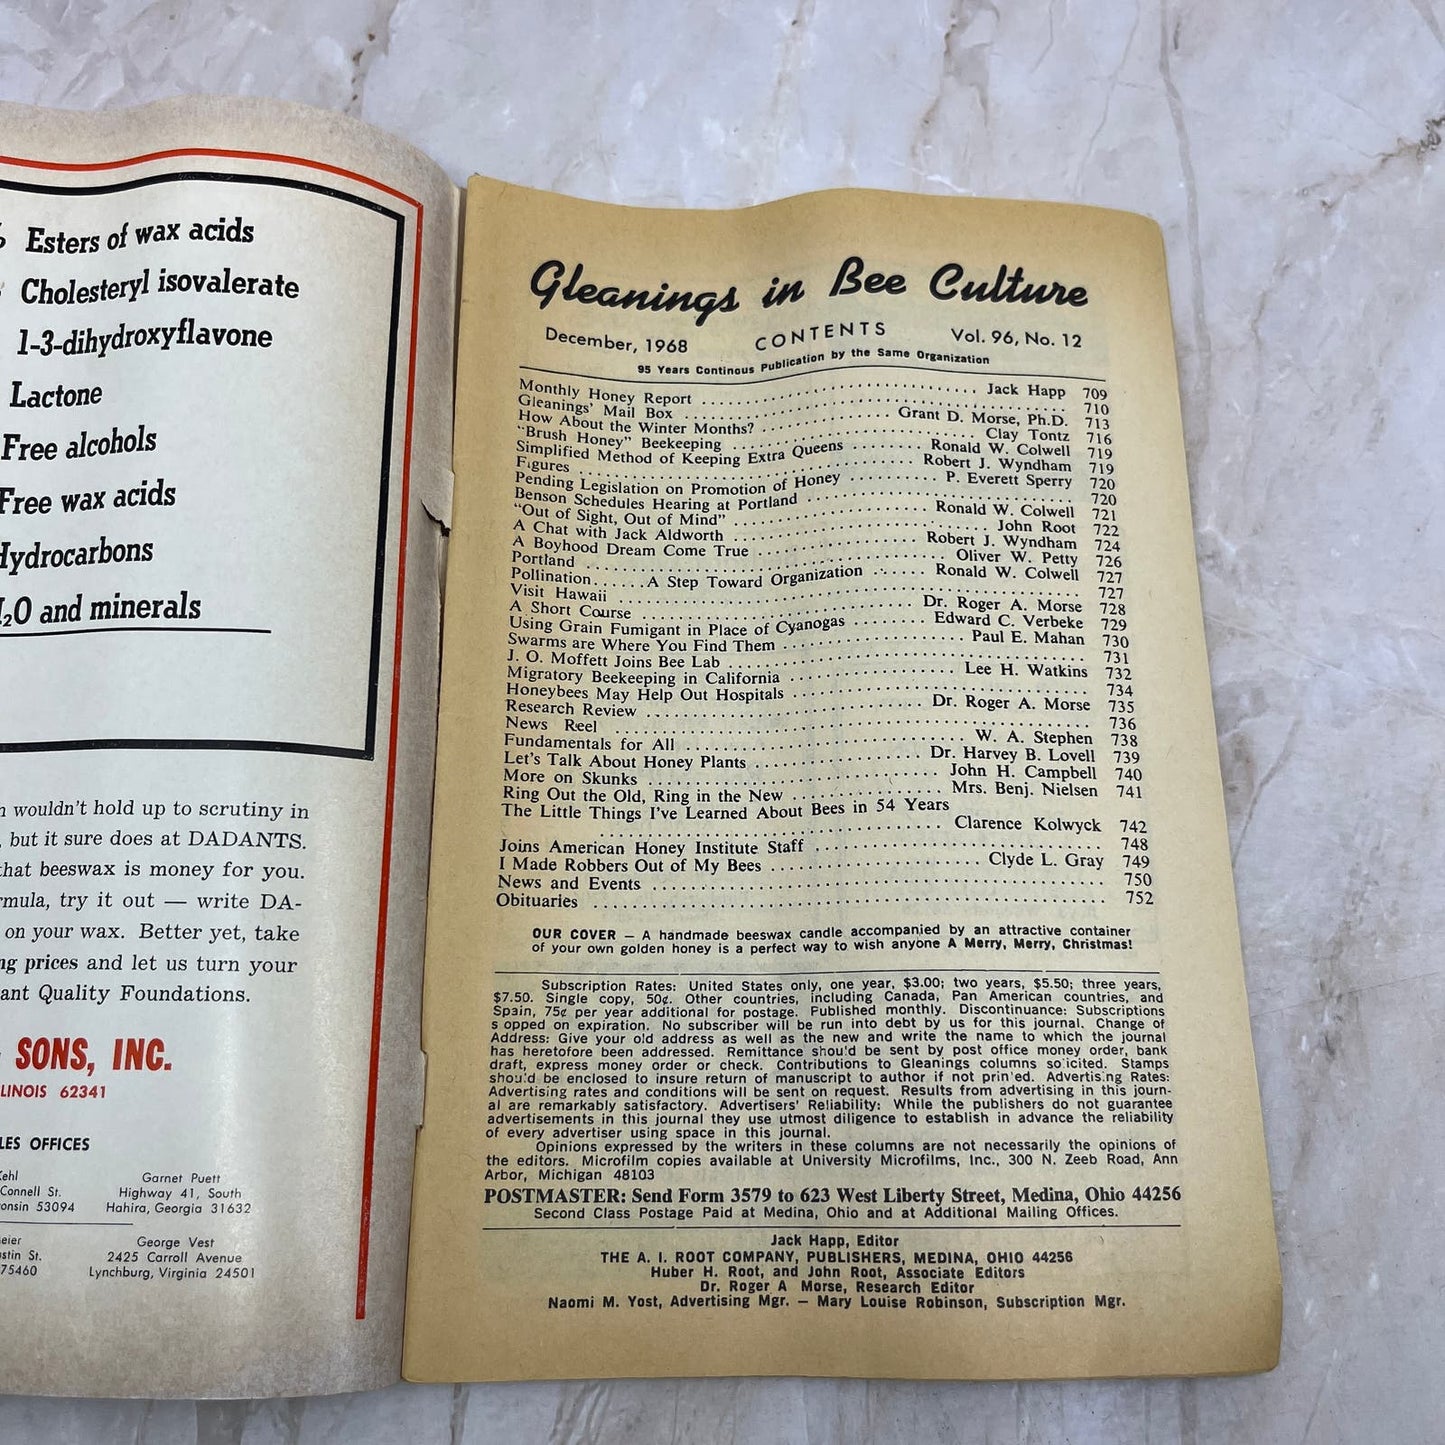 Esters of wax acids
Cholesteryl isovalerate
1-3-dihydroxyflavone
Lactone
Free alcohols
Free wax acids
Hydrocarbons
H₂O and minerals
wouldn't hold up to scrutiny in
, but it sure does at DADANTS.
that beeswax is money for you.
try it out — write DA-
on your wax. Better yet, take
prices and let us turn your
Quality Foundations.
SONS, INC.
62341
OFFICES
Connell St.
53094
Garnet Puett
Highway 41, South
Hahira, Georgia 31632
St.
75460
George Vest
2425 Carroll Avenue
Lynchburg, Virginia 24501
Gleanings in Bee Culture
December, 1968 CONTENTS Vol. 96, No. 12
95 Years Continous Publication by the Same Organization
Monthly Honey Report .......... Jack Happ 709
Gleanings' Mail Box .......... 710
How About the Winter Months? .......... Grant D. Morse, Ph.D. 713
"Brush Honey" Beekeeping .......... Clay Tontz 716
Simplified Method of Keeping Extra Queens .......... Ronald W. Colwell 719
Figures .......... Robert J. Wyndham 719
Pending Legislation on Promotion of Honey .......... P. Everett Sperry 720
Benson Schedules Hearing at Portland .......... 720
"Out of Sight, Out of Mind" .......... Ronald W. Colwell 721
A Chat with Jack Aldworth .......... John Root 722
A Boyhood Dream Come True .......... Robert J. Wyndham 724
Portland .......... Oliver W. Petty 726
Pollination......A Step Toward Organization .......... Ronald W. Colwell 727
Visit Hawaii .......... 727
A Short Course .......... Dr. Roger A. Morse 728
Using Grain Fumigant in Place of Cyanogas .......... Edward C. Verbeke 729
Swarms are Where You Find Them .......... Paul E. Mahan 730
J. O. Moffett Joins Bee Lab .......... 731
Migratory Beekeeping in California .......... Lee H. Watkins 732
Honeybees May Help Out Hospitals .......... 734
Research Review .......... Dr. Roger A. Morse 735
News Reel .......... 736
Fundamentals for All .......... W. A. Stephen 738
Let's Talk About Honey Plants .......... Dr. Harvey B. Lovell 739
More on Skunks .......... John H. Campbell 740
Ring Out the Old, Ring in the New .......... Mrs. Benj. Nielsen 741
The Little Things I've Learned About Bees in 54 Years
.......... Clarence Kolwyck 742
Joins American Honey Institute Staff .......... 748
I Made Robbers Out of My Bees .......... Clyde L. Gray 749
News and Events .......... 750
Obituaries .......... 752
OUR COVER — A handmade beeswax candle accompanied by an attractive container
of your own golden honey is a perfect way to wish anyone A Merry, Merry, Christmas!
Subscription Rates: United States only, one year, $3.00; two years, $5.50; three years,
$7.50. Single copy, 50¢. Other countries, including Canada, Pan American countries, and
Spain, 75¢ per year additional for postage. Published monthly. Discontinuance: Subscriptions
s opped on expiration. No subscriber will be run into debt by us for this journal. Change of
Address: Give your old address as well as the new and write the name to which the journal
has heretofore been addressed. Remittance shou'd be sent by post office money order, bank
draft, express money order or check. Contributions to Gleanings columns so icited. Stamps
shou'd be enclosed to insure return of manuscript to author if not prin'ed. Advertising Rates:
Advertising rates and conditions will be sent on request. Results from advertising in this journ-
al are remarkably satisfactory. Advertisers' Reliability: While the publishers do not guarantee
advertisements in this journal they use utmost diligence to establish in advance the reliability
of every advertiser using space in this journal.
Opinions expressed by the writers in these columns are not necessarily the opinions of
the editors. Microfilm copies available at University Microfilms, Inc., 300 N. Zeeb Road, Ann
Arbor, Michigan 48103
POSTMASTER: Send Form 3579 to 623 West Liberty Street, Medina, Ohio 44256
Second Class Postage Paid at Medina, Ohio and at Additional Mailing Offices.
Jack Happ, Editor
THE A. I. ROOT COMPANY, PUBLISHERS, MEDINA, OHIO 44256
Huber H. Root, and John Root, Associate Editors
Dr. Roger A Morse, Research Editor
Naomi M. Yost, Advertising Mgr. — Mary Louise Robinson, Subscription Mgr.